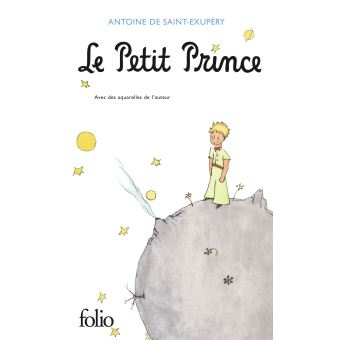 ANTOINE DE SAINT-EXUPÉRY
Le Petit Prince
Avec des aquarelles de l'auteur
folio